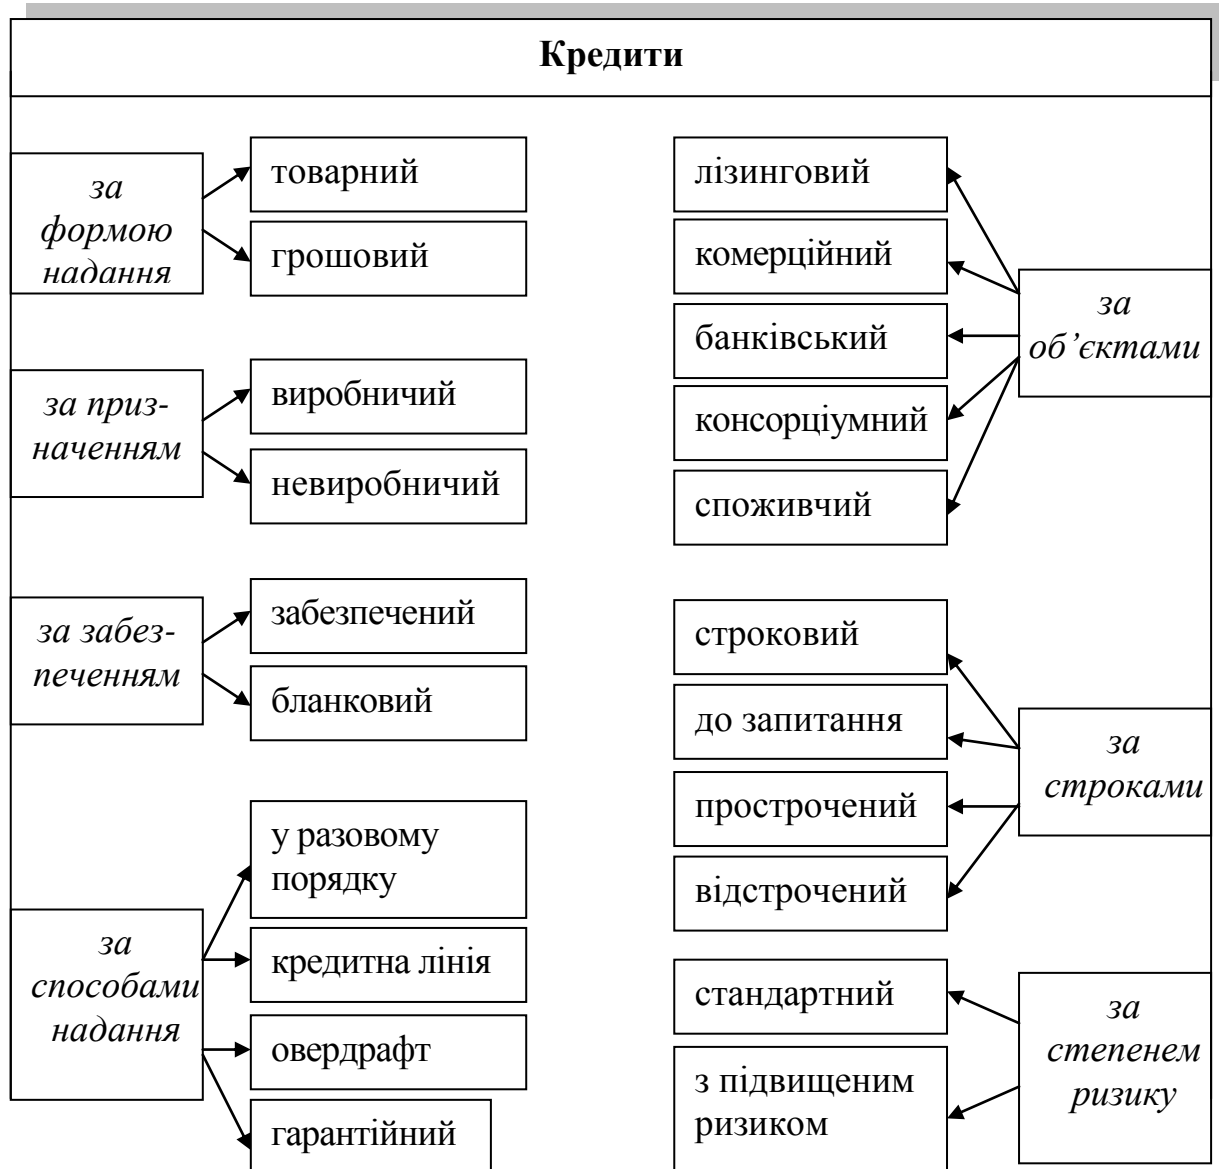 Кредити
за
формою
надання
товарний
грошовий
за приз-
наченням
виробничий
невиробничий
за забез-
печенням
забезпечений
бланковий
за
способами
надання
у разовому
порядку
кредитна лінія
овердрафт
гарантійний
лізинговий
комерційний
банківський
консорціумний
споживчий
за
об’єктами
строковий
до запитання
прострочений
відстрочений
за
строками
стандартний
з підвищеним
ризиком
за
степенем
ризику